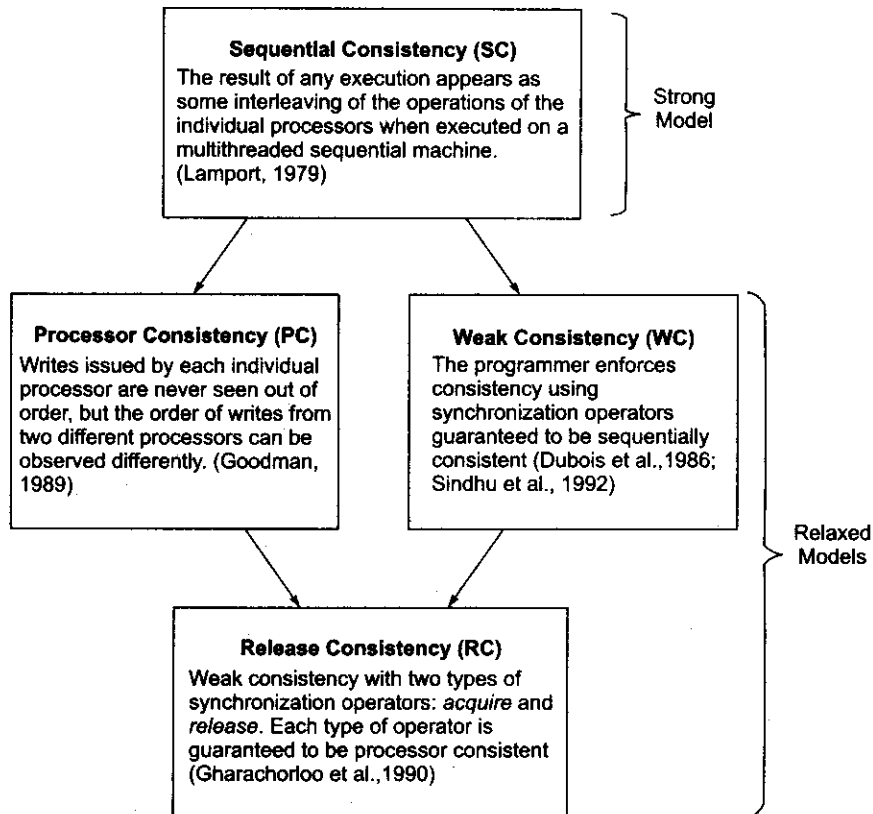 Sequential Consistency (SC)
The result of any execution appears as
some interleaving of the operations of the
individual processors when executed on a
multithreaded sequential machine.
(Lamport, 1979)
Strong
Model
Processor Consistency (PC)
Writes issued by each individual
processor are never seen out of
order, but the order of writes from
two different processors can be
observed differently. (Goodman,
1989)
Weak Consistency (WC)
The programmer enforces
consistency using
synchronization operators
guaranteed to be sequentially
consistent (Dubois et al.,1986;
Sindhu et al., 1992)
Relaxed
Models
Release Consistency (RC)
Weak consistency with two types of
synchronization operators: acquire and
release. Each type of operator is
guaranteed to be processor consistent
(Gharachorloo et al.,1990)